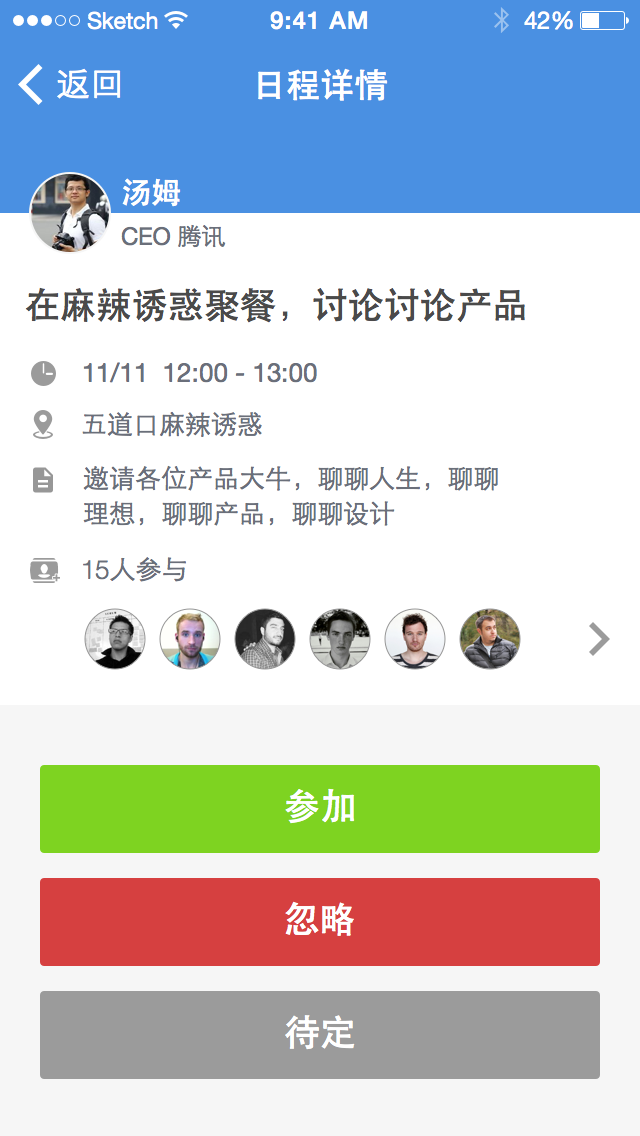 Sketch 9:41 AM 42%
返回 日程详情
汤姆
CEO 腾讯
在麻辣诱惑聚餐，讨论讨论产品
11/11 12:00 - 13:00
五道口麻辣诱惑
邀请各位产品大牛，聊聊人生，聊聊
理想，聊聊产品，聊聊设计
15人参与
参加
忽略
待定